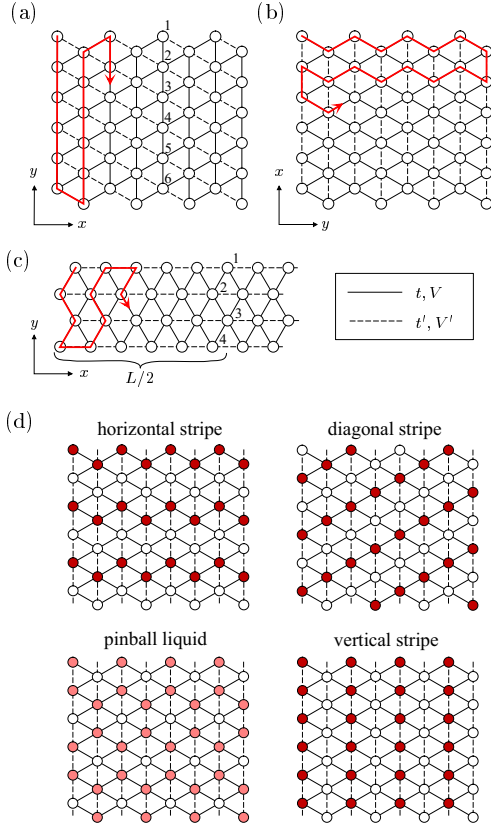 (a)
1
2
3
4
5
6
y
x
(b)
x
y
(c)
1
2
3
4
y
x
L/2
t, V
t′, V′
(d)
horizontal stripe
diagonal stripe
pinball liquid
vertical stripe